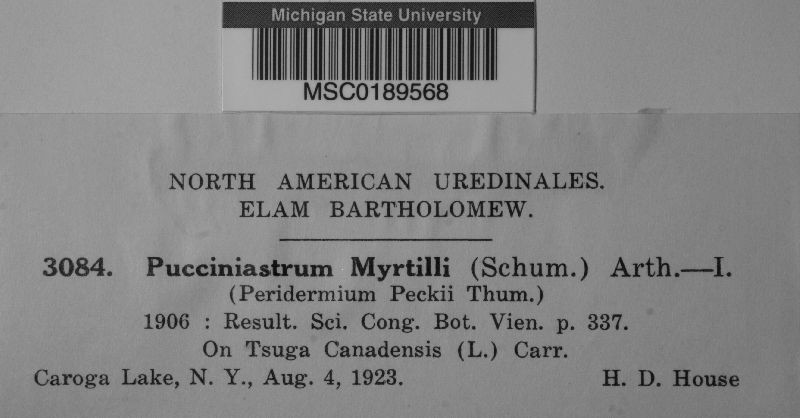 Michigan State University
MSC0189568
NORTH AMERICAN UREDINALES.
ELAM BARTHOLOMEW.
3084. Pucciniastrum Myrtilli (Schum.) Arth.—I.
(Peridermium Peckii Thum.)
1906 : Result. Sci. Cong. Bot. Vien. p. 337.
On Tsuga Canadensis (L.) Carr.
Caroga Lake, N. Y., Aug. 4, 1923. H. D. House